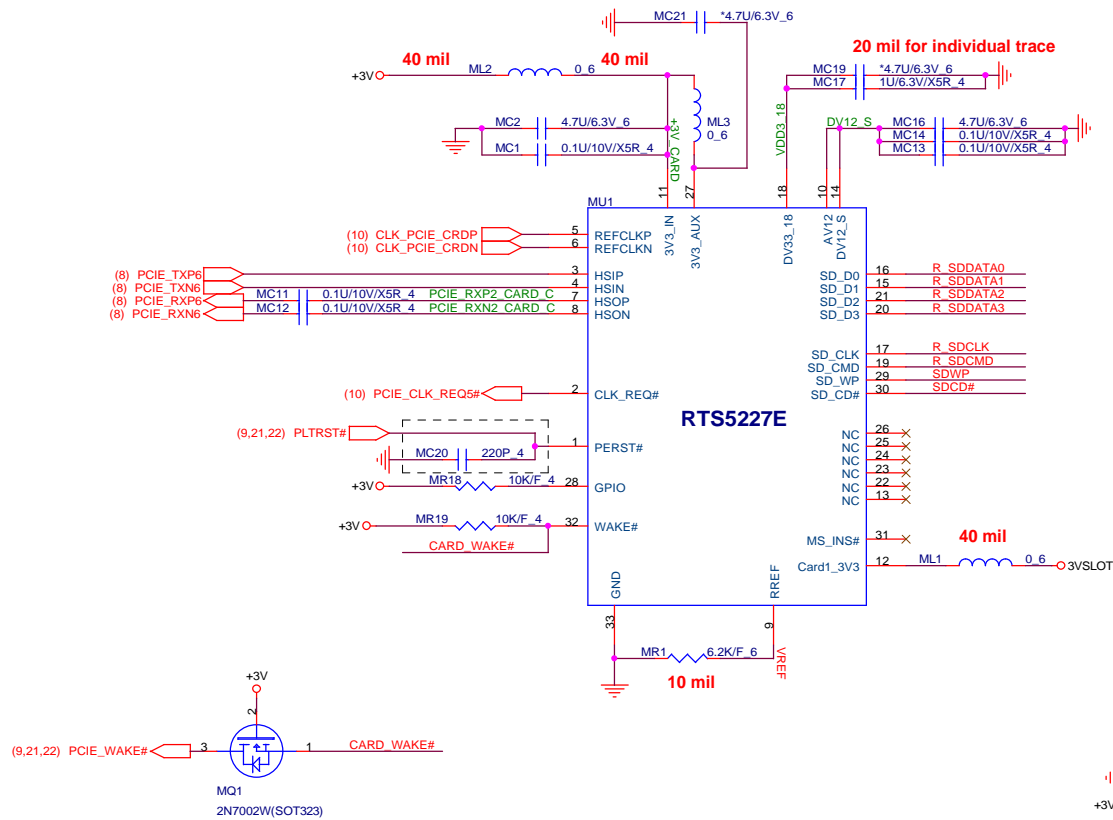 MC21 *4.7U/6.3V_6
20 mil for individual trace
40 mil 40 mil
+3V ML2 0_6
MC19 *4.7U/6.3V_6
MC17 1U/6.3V/X5R_4
ML3
0_6
+3V_CARD
VDD3_18
DV12_S
MC2 4.7U/6.3V_6
MC1 0.1U/10V/X5R_4
MC16 4.7U/6.3V_6
MC14 0.1U/10V/X5R_4
MC13 0.1U/10V/X5R_4
11 27 18 10 14
MU1
3V3_IN 3V3_AUX DV33_18 AV12 DV12_S
(10) CLK_PCIE_CRDP 5 REFCLKP
(10) CLK_PCIE_CRDN 6 REFCLKN
(8) PCIE_TXP6 3 HSIP
(8) PCIE_TXN6 4 HSIN
(8) PCIE_RXP6 MC11 0.1U/10V/X5R_4 PCIE_RXP2_CARD_C 7 HSOP
(8) PCIE_RXN6 MC12 0.1U/10V/X5R_4 PCIE_RXN2_CARD_C 8 HSON
SD_D0 16 R_SDDATA0
SD_D1 15 R_SDDATA1
SD_D2 21 R_SDDATA2
SD_D3 20 R_SDDATA3
SD_CLK 17 R_SDCLK
SD_CMD 19 R_SDCMD
SD_WP 29 SDWP
SD_CD# 30 SDCD#
(10) PCIE_CLK_REQ5# 2 CLK_REQ#
RTS5227E
(9,21,22) PLTRST# 1 PERST#
MC20 220P_4
NC 26
NC 25
NC 24
NC 23
NC 22
NC 13
+3V MR18 10K/F_4 28 GPIO
+3V MR19 10K/F_4 32 WAKE#
CARD_WAKE#
MS_INS# 31
40 mil
Card1_3V3 12 ML1 0_6 3VSLOT
GND RREF
33 9
MR1 6.2K/F_6 VREF
10 mil
+3V
2
(9,21,22) PCIE_WAKE# 3 1 CARD_WAKE#
MQ1
2N7002W(SOT323)
+3V